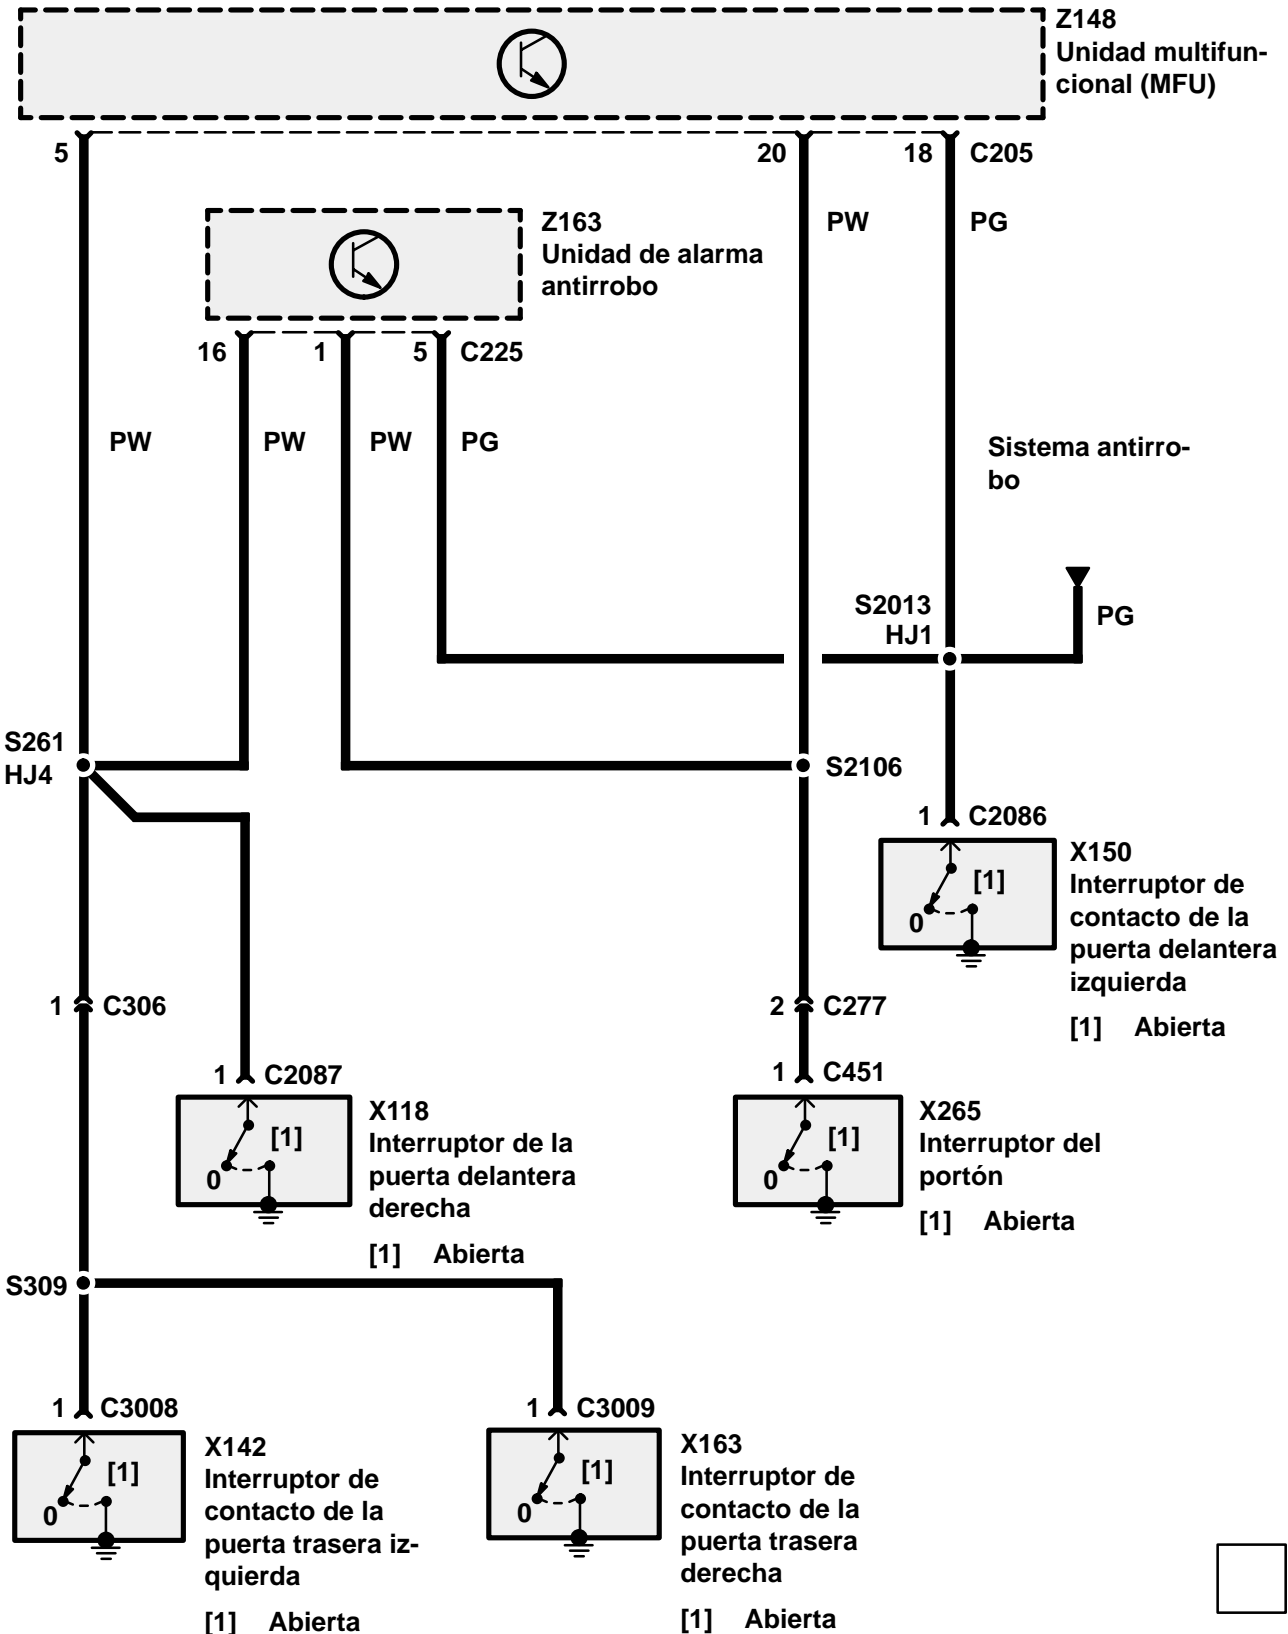 Z148
Unidad multifun-
cional (MFU)
5
20
18
C205
PW
PG
Z163
Unidad de alarma
antirrobo
16
1
5
C225
PW
PW
PW
PG
Sistema antirro-
bo
S2013
HJ1
PG
S261
HJ4
S2106
1
C2086
[1]
0
X150
Interruptor de
contacto de la
puerta delantera
izquierda
[1] Abierta
1
C306
2
C277
1
C2087
[1]
0
X118
Interruptor de la
puerta delantera
derecha
[1] Abierta
1
C451
[1]
0
X265
Interruptor del
portón
[1] Abierta
S309
1
C3008
[1]
0
X142
Interruptor de
contacto de la
puerta trasera iz-
quierda
[1] Abierta
1
C3009
[1]
0
X163
Interruptor de
contacto de la
puerta trasera
derecha
[1] Abierta